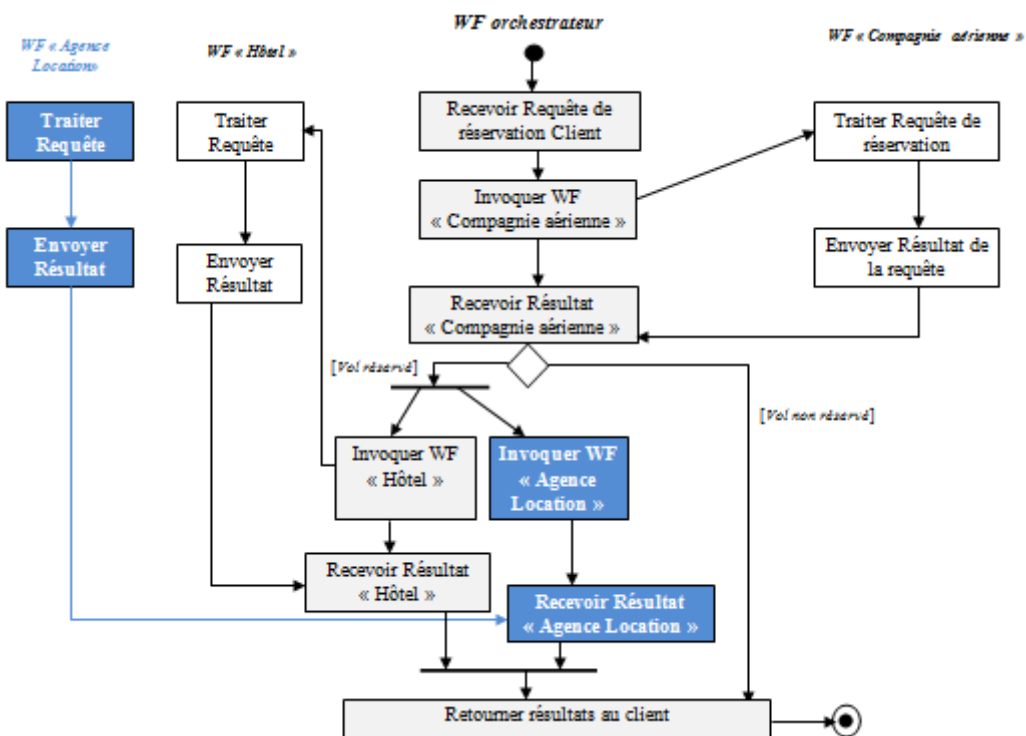 WF orchestrateur
WF « Agence
Location»
WF « Hôtel »
WF « Compagnie aérienne »
Recevoir Requête de
réservation Client
Traiter
Requête
Traiter
Requête
Traiter Requête de
réservation
Invoquer WF
« Compagnie aérienne »
Envoyer
Résultat
Envoyer
Résultat
Envoyer Résultat de
la requête
Recevoir Résultat
« Compagnie aérienne »
[Vol réservé]
[Vol non réservé]
Invoquer WF
« Hôtel »
Invoquer WF
« Agence
Location »
Recevoir Résultat
« Hôtel »
Recevoir Résultat
« Agence Location »
Retourner résultats au client